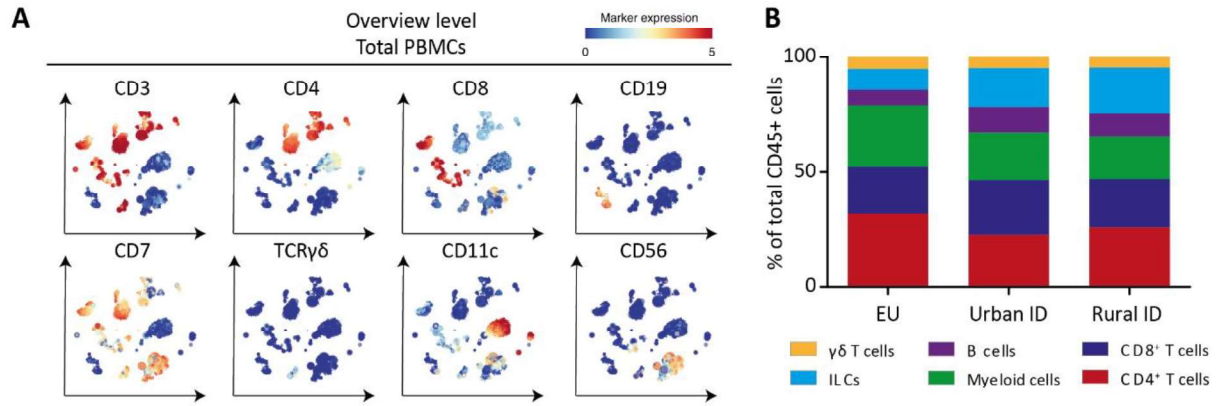 A
Overview level
Total PBMCs
Marker expression
0 5
CD3 CD4 CD8 CD19
CD7 TCRγδ CD11c CD56
B
% of total CD45+ cells
100
50
0
EU Urban ID Rural ID
γδ T cells B cells CD8⁺ T cells
ILCs Myeloid cells CD4⁺ T cells